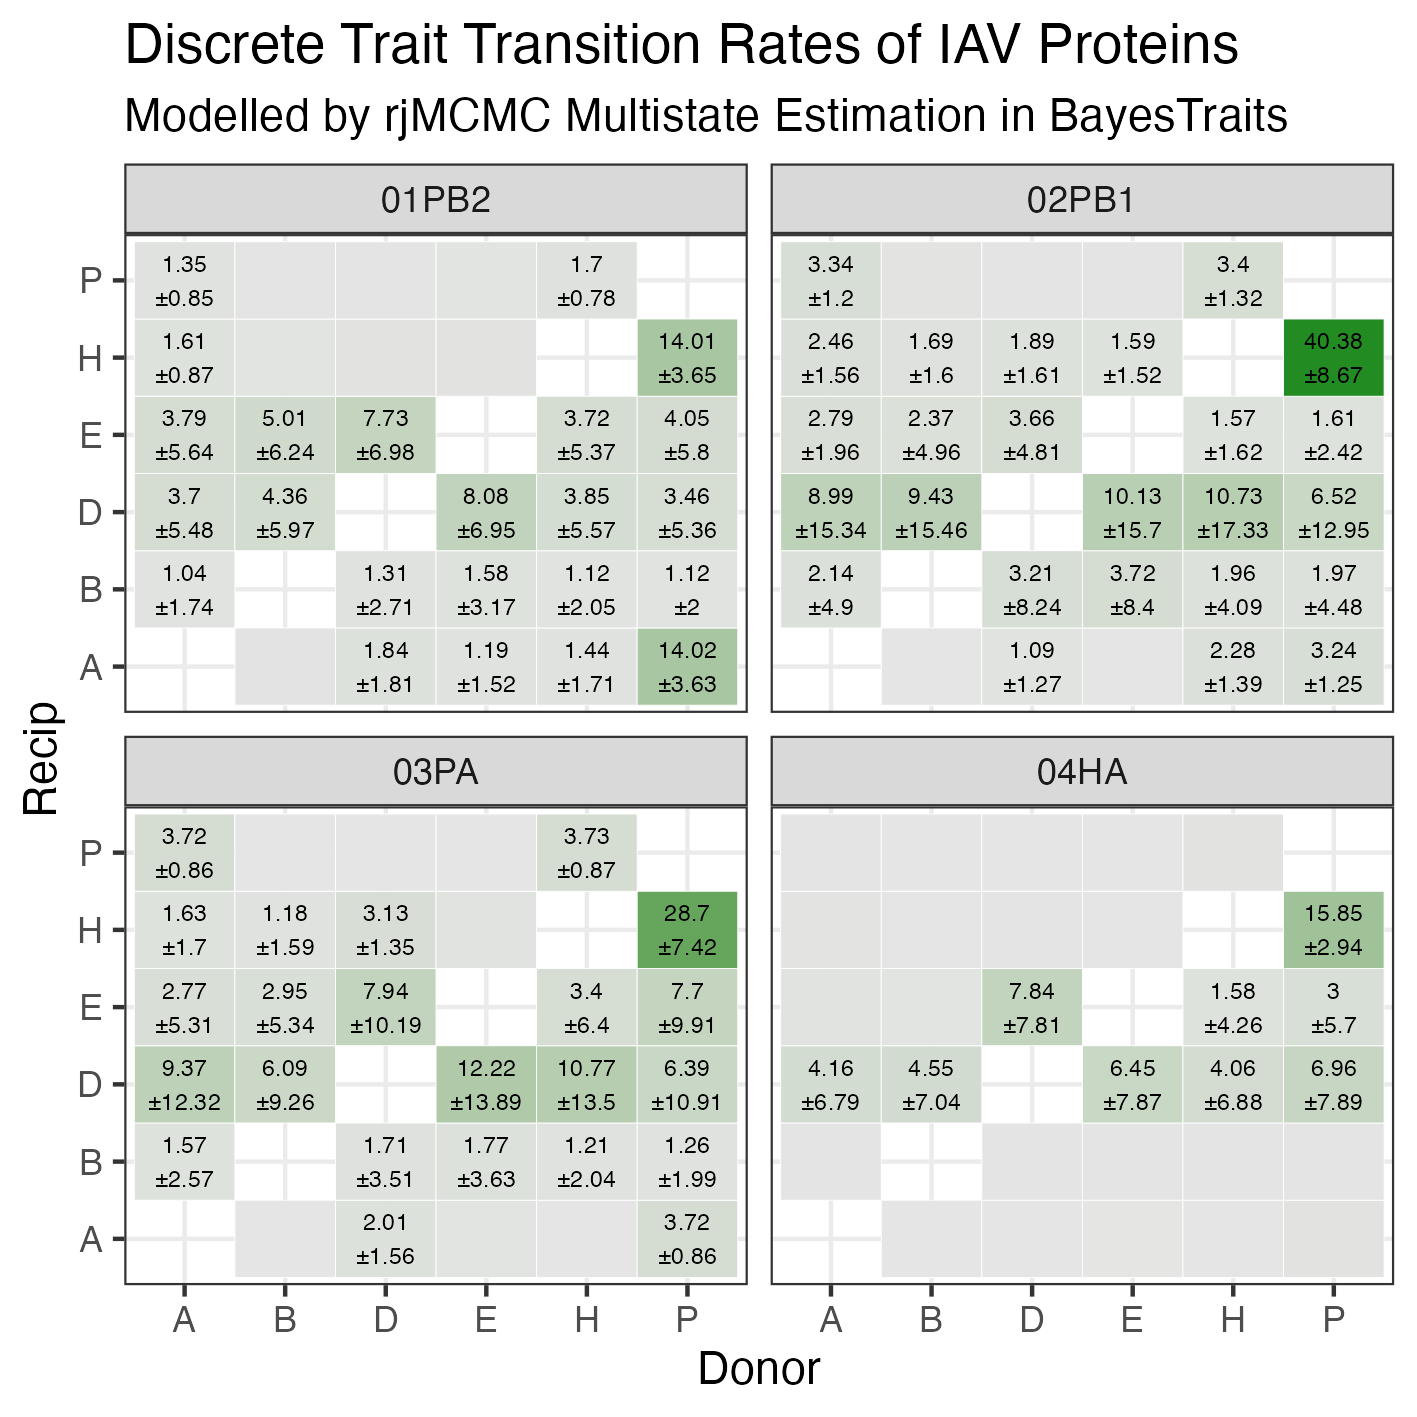 Discrete Trait Transition Rates of IAV Proteins
Modelled by rjMCMC Multistate Estimation in BayesTraits
01PB2
02PB1
P
1.35 1.7
±0.85 ±0.78
3.34 3.4
±1.2 ±1.32
H
1.61 14.01
±0.87 ±3.65
2.46 1.69 1.89 1.59 40.38
±1.56 ±1.6 ±1.61 ±1.52 ±8.67
E
3.79 5.01 7.73 3.72 4.05
±5.64 ±6.24 ±6.98 ±5.37 ±5.8
2.79 2.37 3.66 1.57 1.61
±1.96 ±4.96 ±4.81 ±1.62 ±2.42
D
3.7 4.36 8.08 3.85 3.46
±5.48 ±5.97 ±6.95 ±5.57 ±5.36
8.99 9.43 10.13 10.73 6.52
±15.34 ±15.46 ±15.7 ±17.33 ±12.95
B
1.04 1.31 1.58 1.12 1.12
±1.74 ±2.71 ±3.17 ±2.05 ±2
2.14 3.21 3.72 1.96 1.97
±4.9 ±8.24 ±8.4 ±4.09 ±4.48
A
1.84 1.19 1.44 14.02
±1.81 ±1.52 ±1.71 ±3.63
1.09 2.28 3.24
±1.27 ±1.39 ±1.25
Recip
03PA
04HA
P
3.72 3.73
±0.86 ±0.87
H
1.63 1.18 3.13 28.7
±1.7 ±1.59 ±1.35 ±7.42
15.85
±2.94
E
2.77 2.95 7.94 3.4 7.7
±5.31 ±5.34 ±10.19 ±6.4 ±9.91
7.84 1.58 3
±7.81 ±4.26 ±5.7
D
9.37 6.09 12.22 10.77 6.39
±12.32 ±9.26 ±13.89 ±13.5 ±10.91
4.16 4.55 6.45 4.06 6.96
±6.79 ±7.04 ±7.87 ±6.88 ±7.89
B
1.57 1.71 1.77 1.21 1.26
±2.57 ±3.51 ±3.63 ±2.04 ±1.99
A
2.01 3.72
±1.56 ±0.86
A B D E H P
A B D E H P
Donor